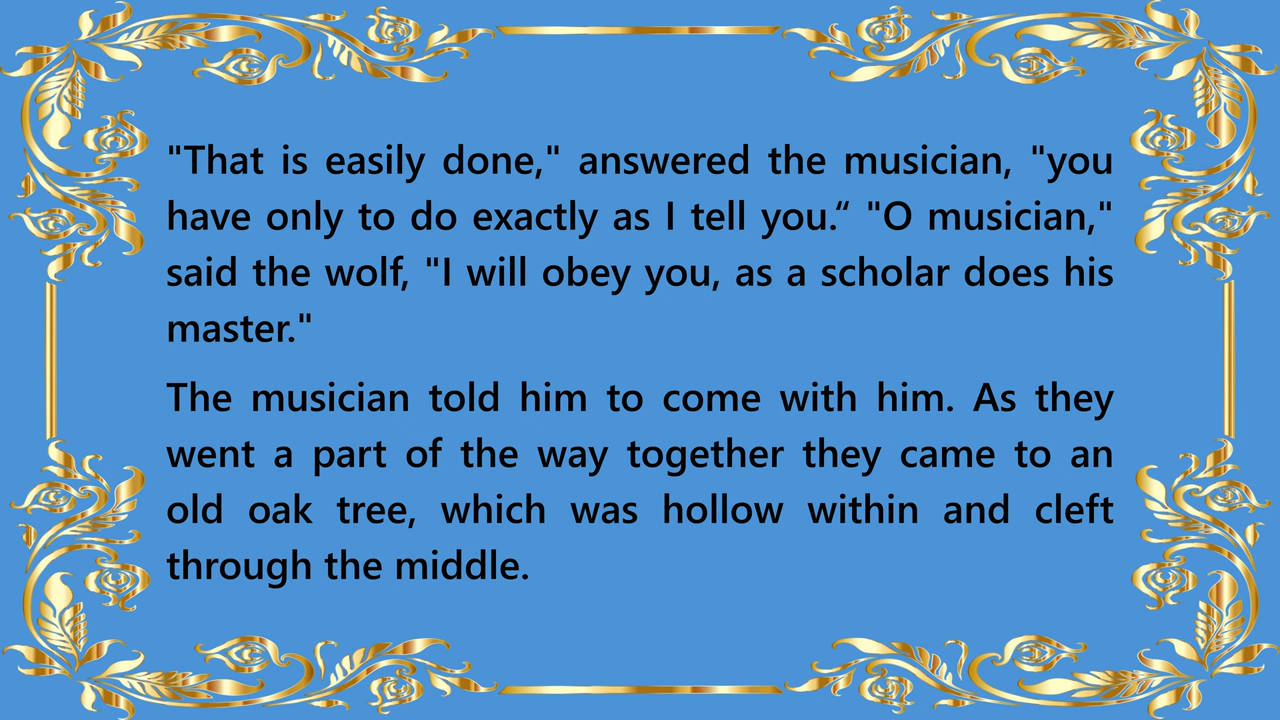 "That is easily done," answered the musician, "you
have only to do exactly as I tell you.“ "O musician,"
said the wolf, "I will obey you, as a scholar does his
master."
The musician told him to come with him. As they
went a part of the way together they came to an
old oak tree, which was hollow within and cleft
through the middle.